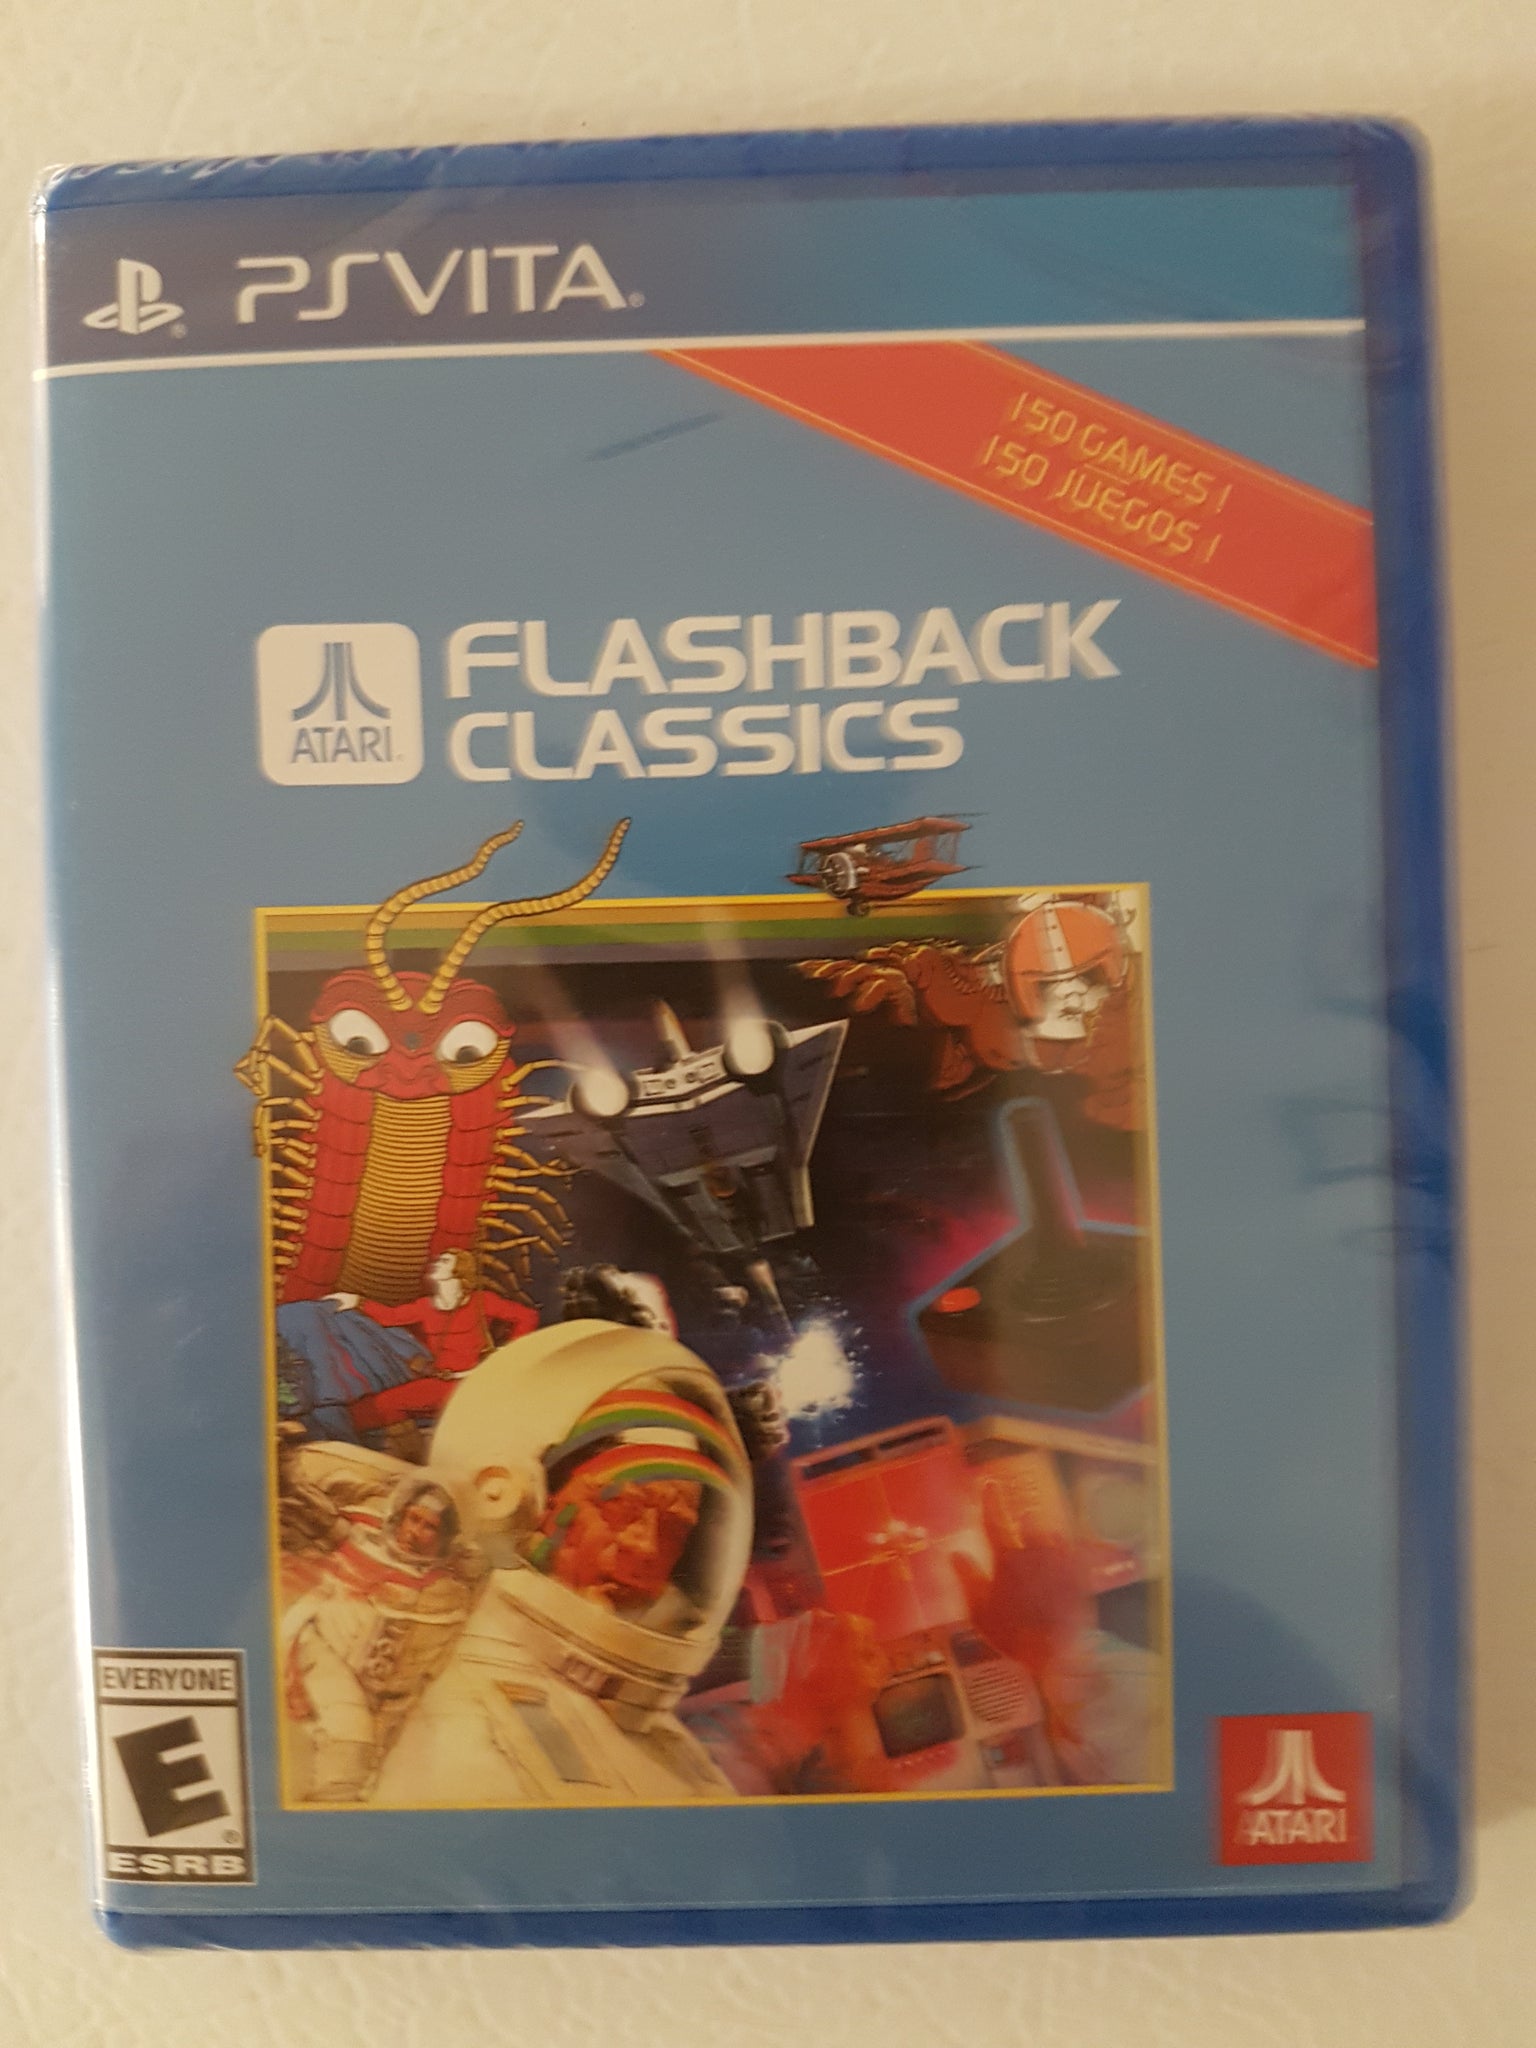 PSVITA
150 GAMES!
150 JUEGOS!
ATARI
FLASHBACK
CLASSICS
EVERYONE
E
ESRB
ATARI